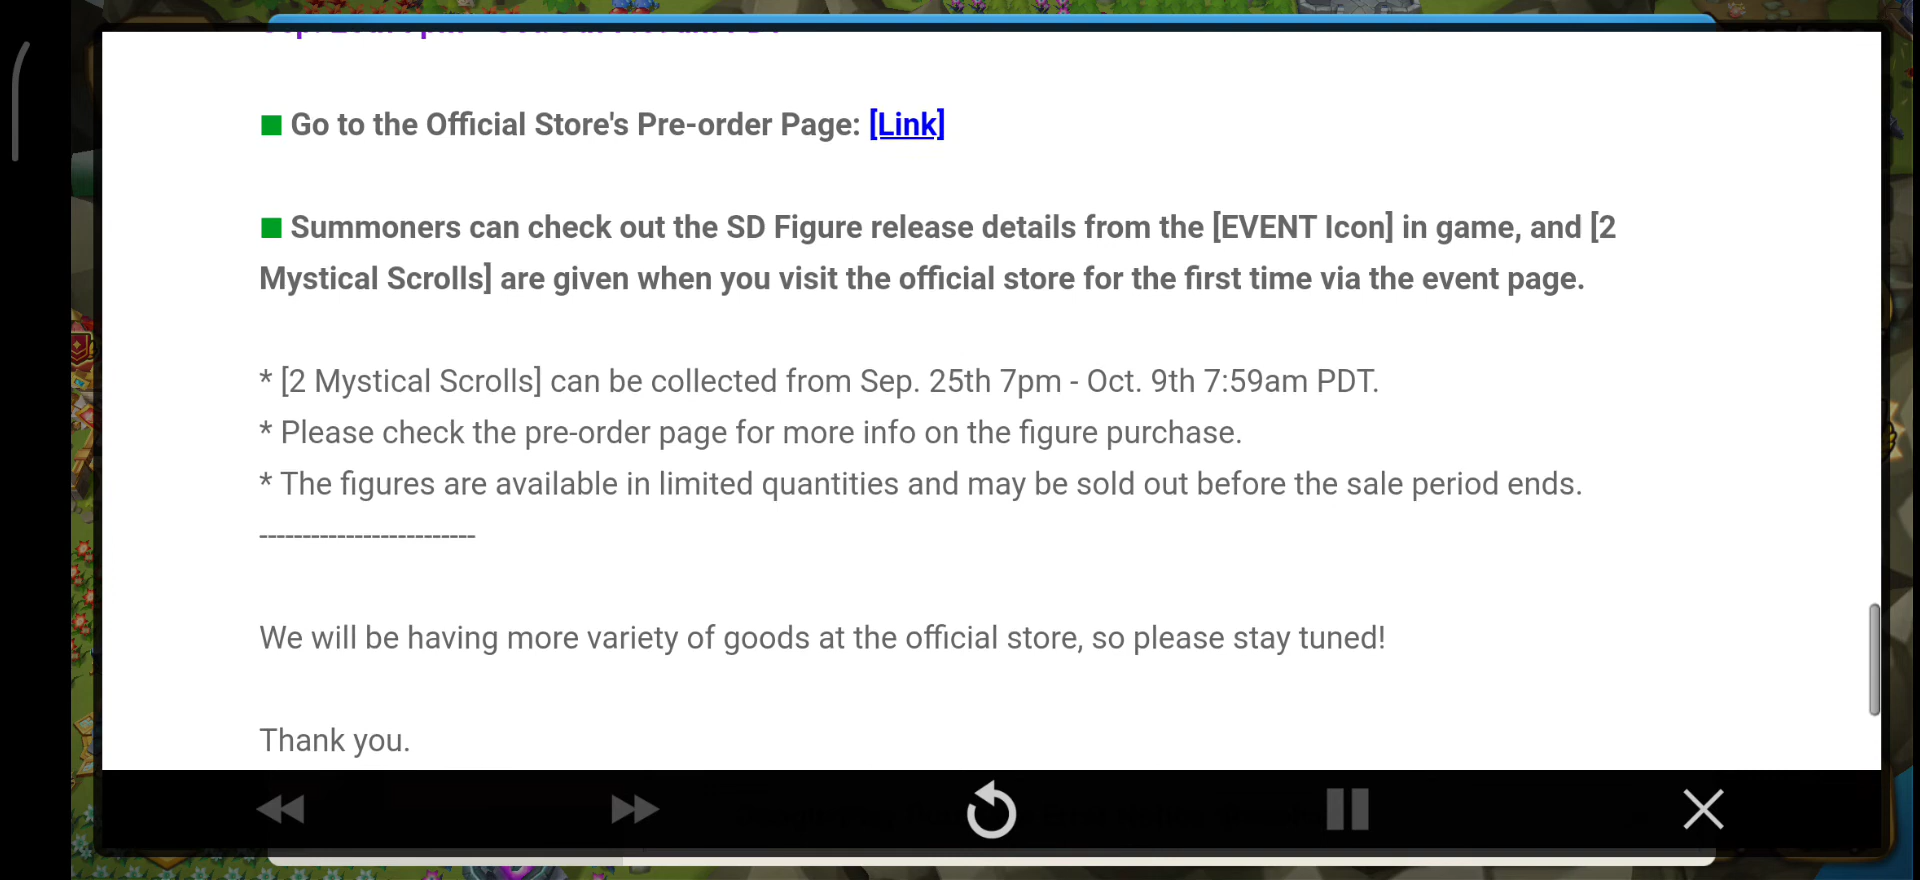 ■ Go to the Official Store's Pre-order Page: [Link]
■ Summoners can check out the SD Figure release details from the [EVENT Icon] in game, and [2
Mystical Scrolls] are given when you visit the official store for the first time via the event page.
* [2 Mystical Scrolls] can be collected from Sep. 25th 7pm - Oct. 9th 7:59am PDT.
* Please check the pre-order page for more info on the figure purchase.
* The figures are available in limited quantities and may be sold out before the sale period ends.
-------------------------
We will be having more variety of goods at the official store, so please stay tuned!
Thank you.